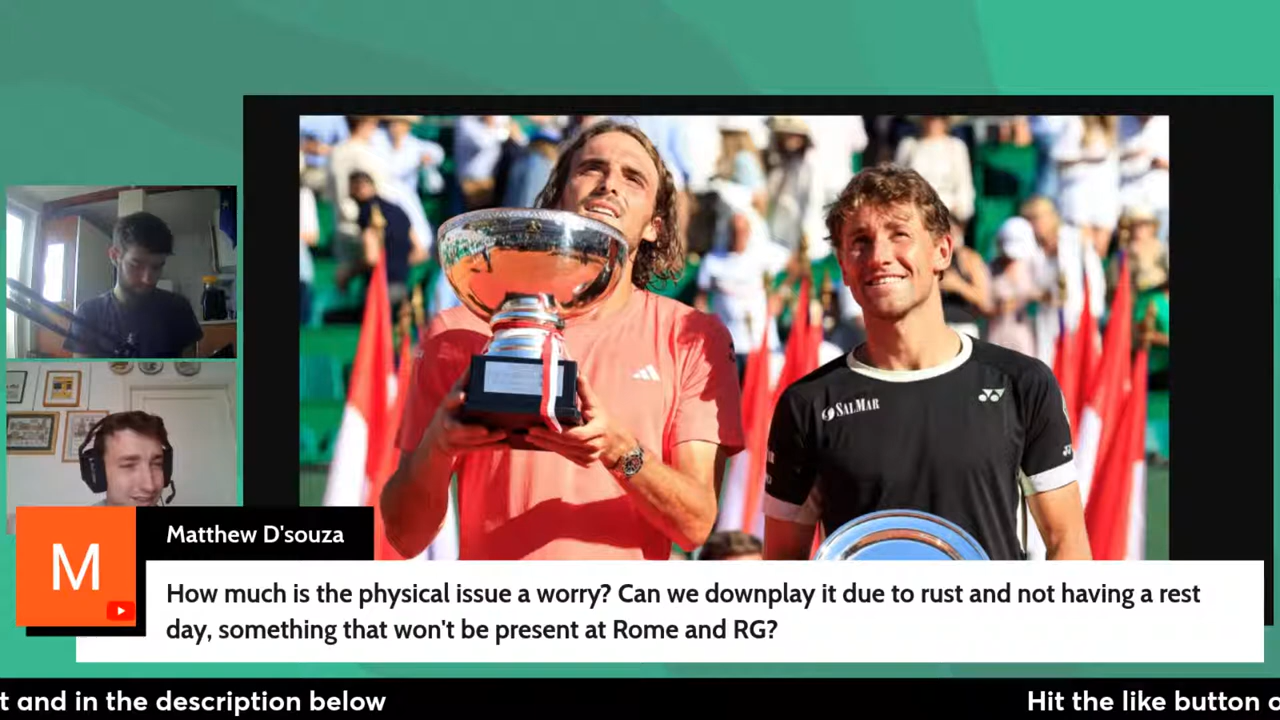 SALMAR
M
Matthew D'souza
How much is the physical issue a worry? Can we downplay it due to rust and not having a rest
day, something that won't be present at Rome and RG?
t and in the description below
Hit the like button o